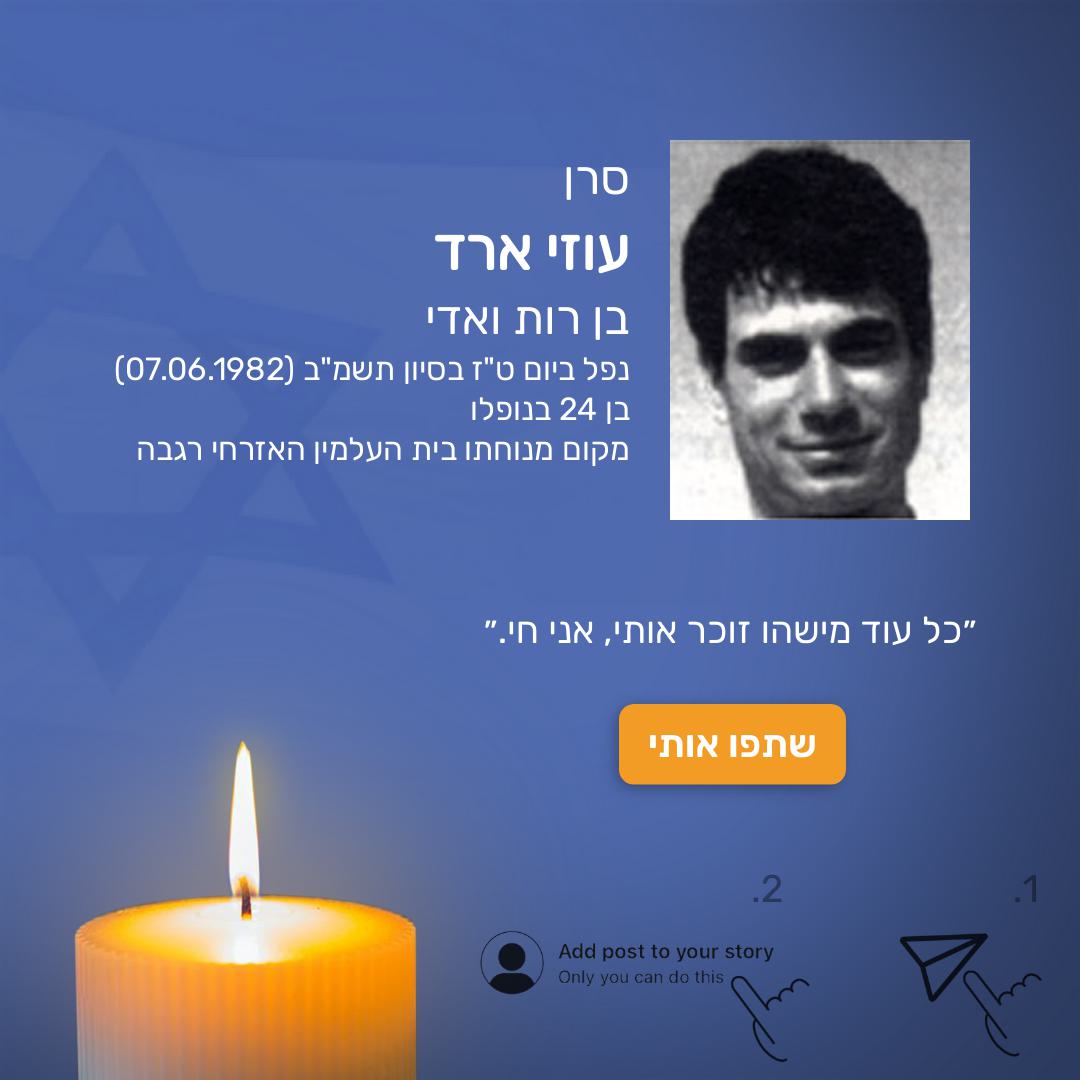 סרן
עוזי ארד
בן רות ואדי
נפל ביום ט"ז בסיון תשמ"ב (07.06.1982)
בן 24 בנופלו
מקום מנוחתו בית העלמין האזרחי רגבה
״כל עוד מישהו זוכר אותי, אני חי.״
שתפו אותי
.1
.2
Add post to your story
Only you can do this